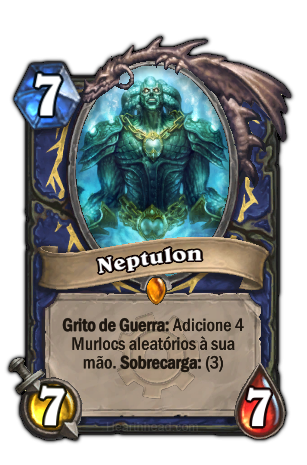 7
Neptulon
Grito de Guerra: Adicione 4
Murlocs aleatórios à sua
mão. Sobrecarga: (3)
7
7